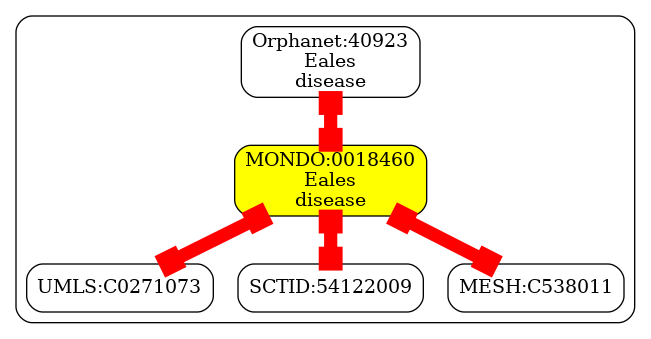 Orphanet:40923
Eales
disease
MONDO:0018460
Eales
disease
UMLS:C0271073
SCTID:54122009
MESH:C538011